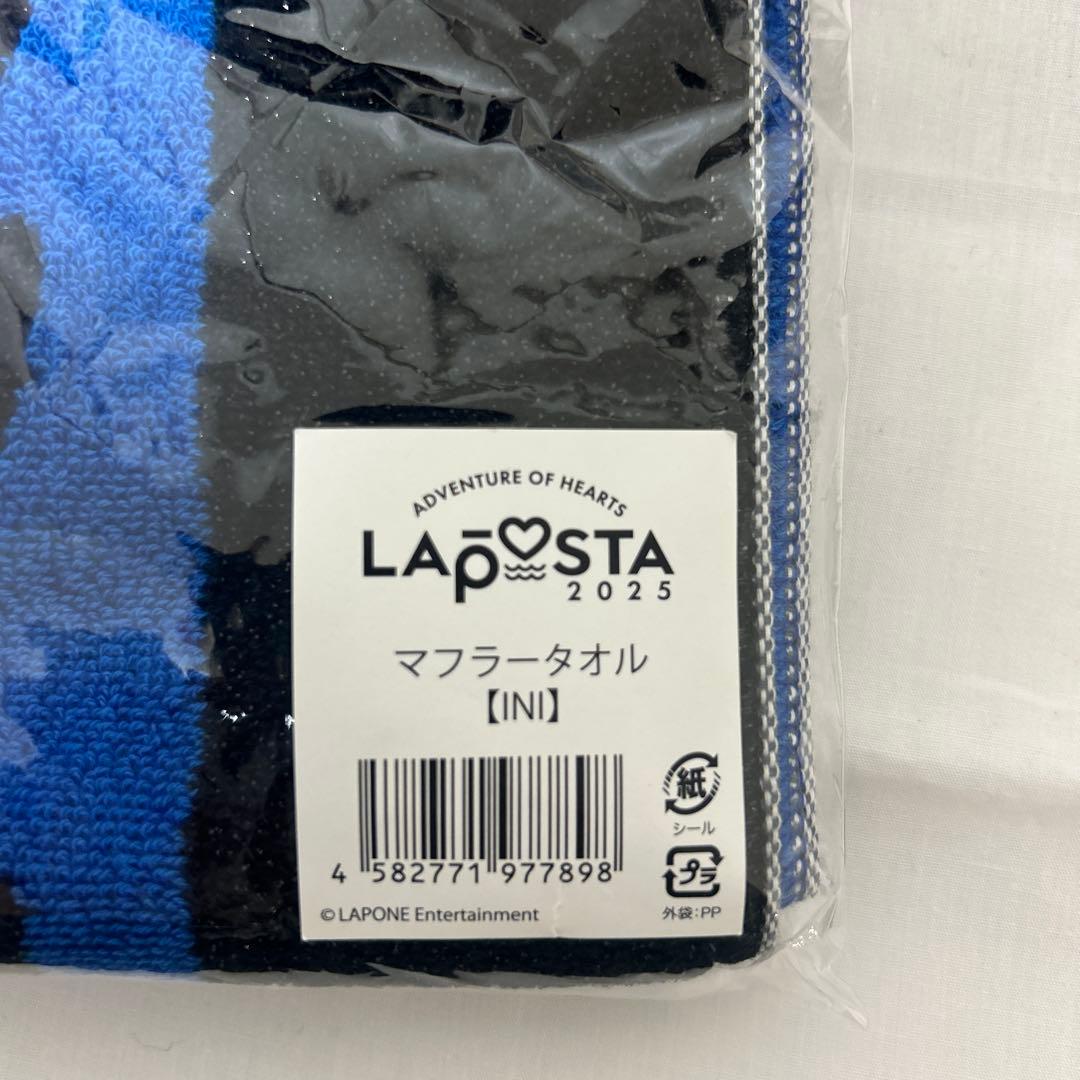 ADVENTURE OF HEARTS
LAPOSTA
2025
マフラータオル
【INI】
紙
シール
4 582771 977898
プラ
外袋:PP
© LAPONE Entertainment